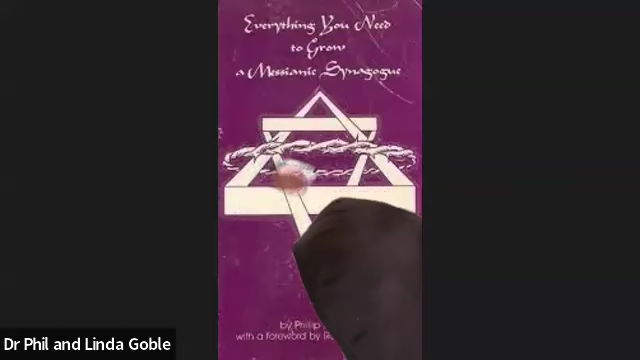 Everything You Need
to Grow
a Messianic Synagogue
by Philip
with a foreword by
Dr Phil and Linda Goble